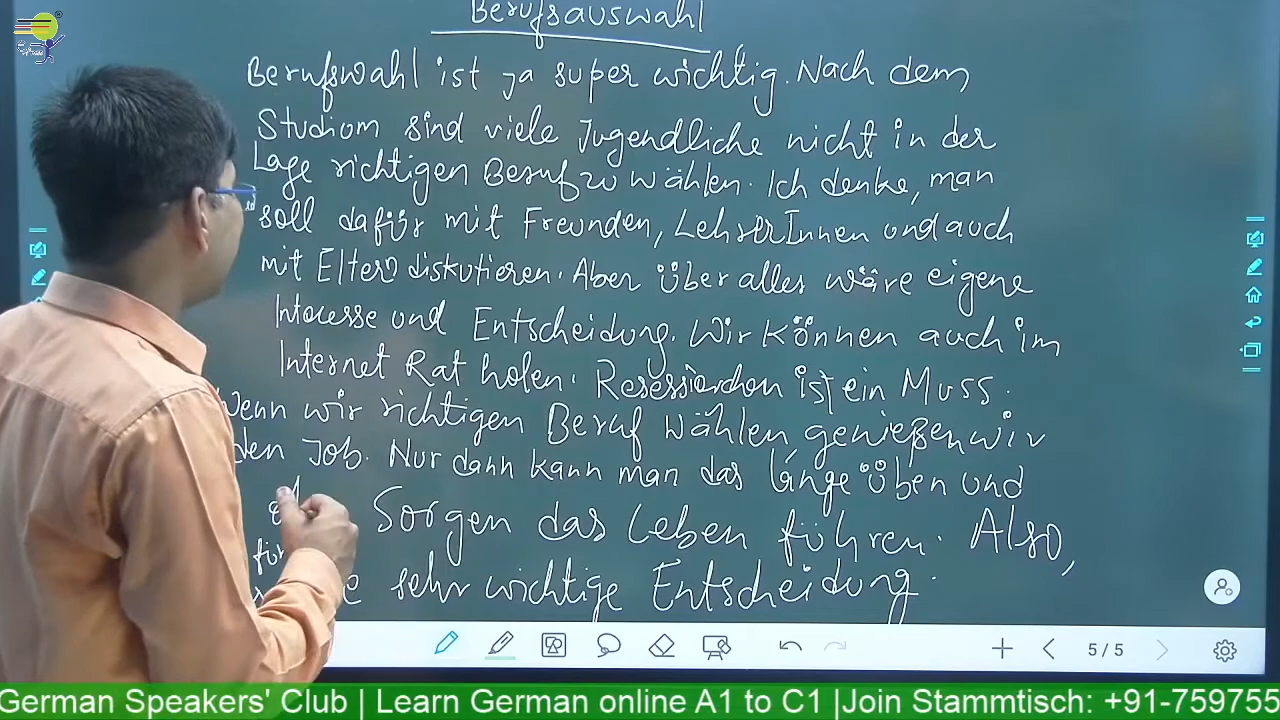 Berufsauswahl
Berufswahl ist ja super wichtig. Nach dem
Studium sind viele Jugendliche nicht in der
Lage richtigen Beruf zu wählen. Ich denke, man
soll dafür mit Freunden, LehrerInnen und auch
mit Eltern diskutieren. Aber über alles wäre eigene
Interesse und Entscheidung. Wir können auch im
Internet Rat holen. ist ein Muss.
Wenn wir richtigen Beruf wählen, genießen wir
den Job. Nur dann kann man das länge üben und
Sorgen das Leben führen. Also,
für
sehr wichtige Entscheidung.
5 / 5
German Speakers' Club | Learn German online A1 to C1 |Join Stammtisch: +91-759755